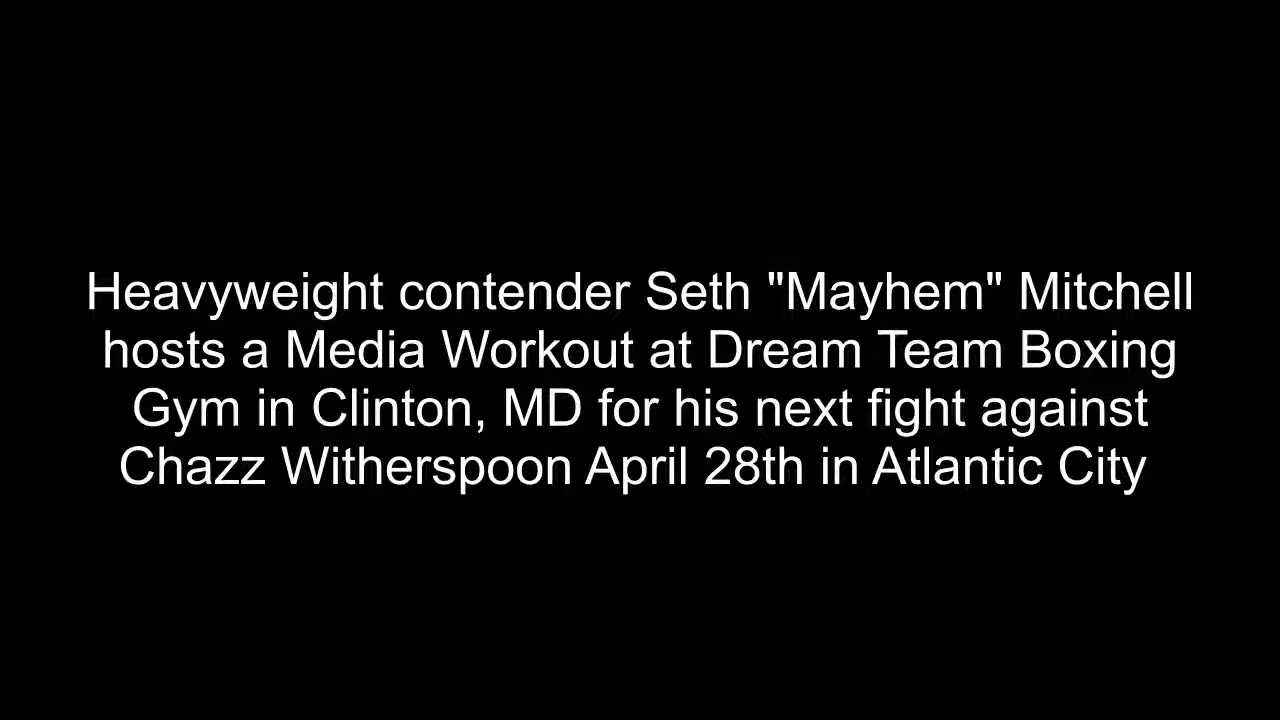 Heavyweight contender Seth "Mayhem" Mitchell
hosts a Media Workout at Dream Team Boxing
Gym in Clinton, MD for his next fight against
Chazz Witherspoon April 28th in Atlantic City